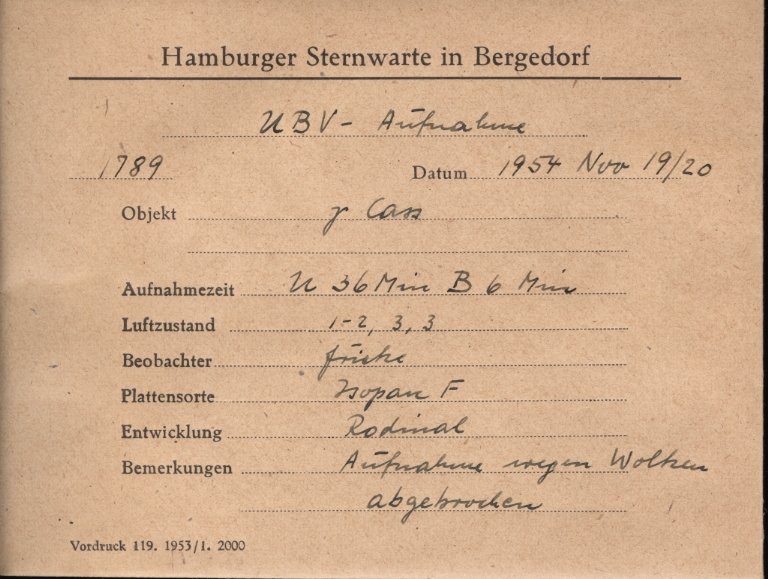 Hamburger Sternwarte in Bergedorf
UBV - Aufnahme
1789 Datum 1954 Nov 19/20
Objekt γ Cass
Aufnahmezeit U 36 Min B 6 Min
Luftzustand 1-2, 3, 3
Beobachter Fricke
Plattensorte Isopan F
Entwicklung Rodinal
Bemerkungen Aufnahme wegen Wolken
abgebrochen
Vordruck 119. 1953/1. 2000